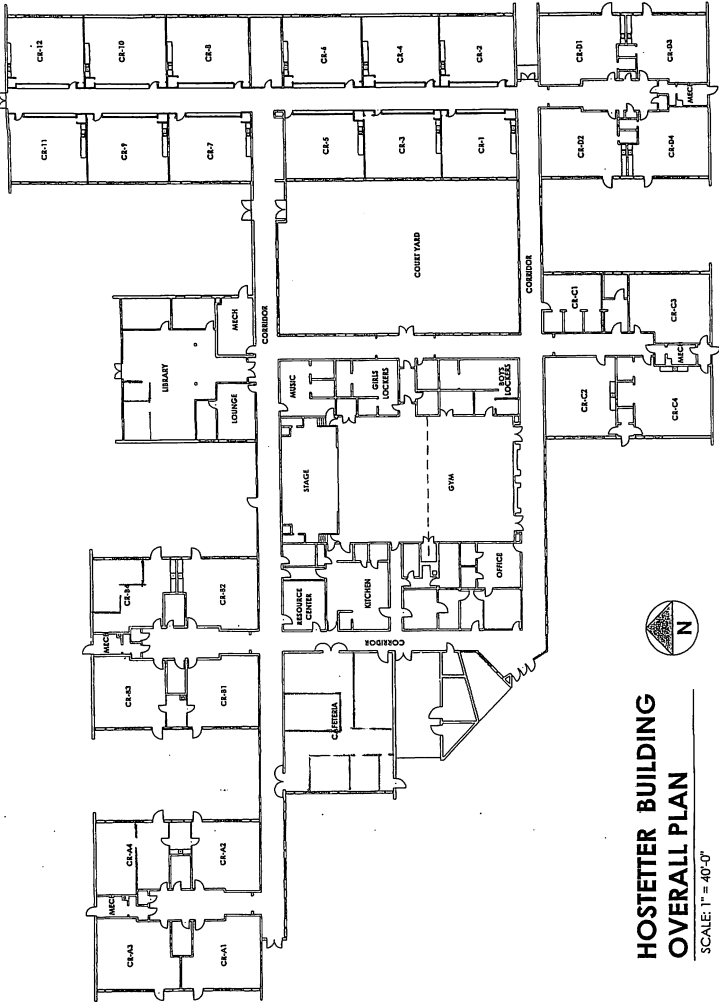 CR-12
CR-10
CR-8
CR-6
CR-4
CR-2
CR-D1
CR-D3
MECH
CR-11
CR-9
CR-7
CR-5
CR-3
CR-1
CR-D2
CR-D4
COURT YARD
CORRIDOR
CORRIDOR
MECH
LIBRARY
LOUNGE
MUSIC
GIRLS
LOCKERS
BOYS
LOCKERS
CR-C1
CR-C3
MECH
CR-C2
CR-C4
STAGE
GYM
RESOURCE
CENTER
KITCHEN
OFFICE
CORRIDOR
CAFETERIA
CR-B4
CR-B2
MECH
CR-B3
CR-B1
CR-A4
CR-A2
MECH
CR-A3
CR-A1
N
HOSTETTER BUILDING
OVERALL PLAN
SCALE: 1" = 40'-0"